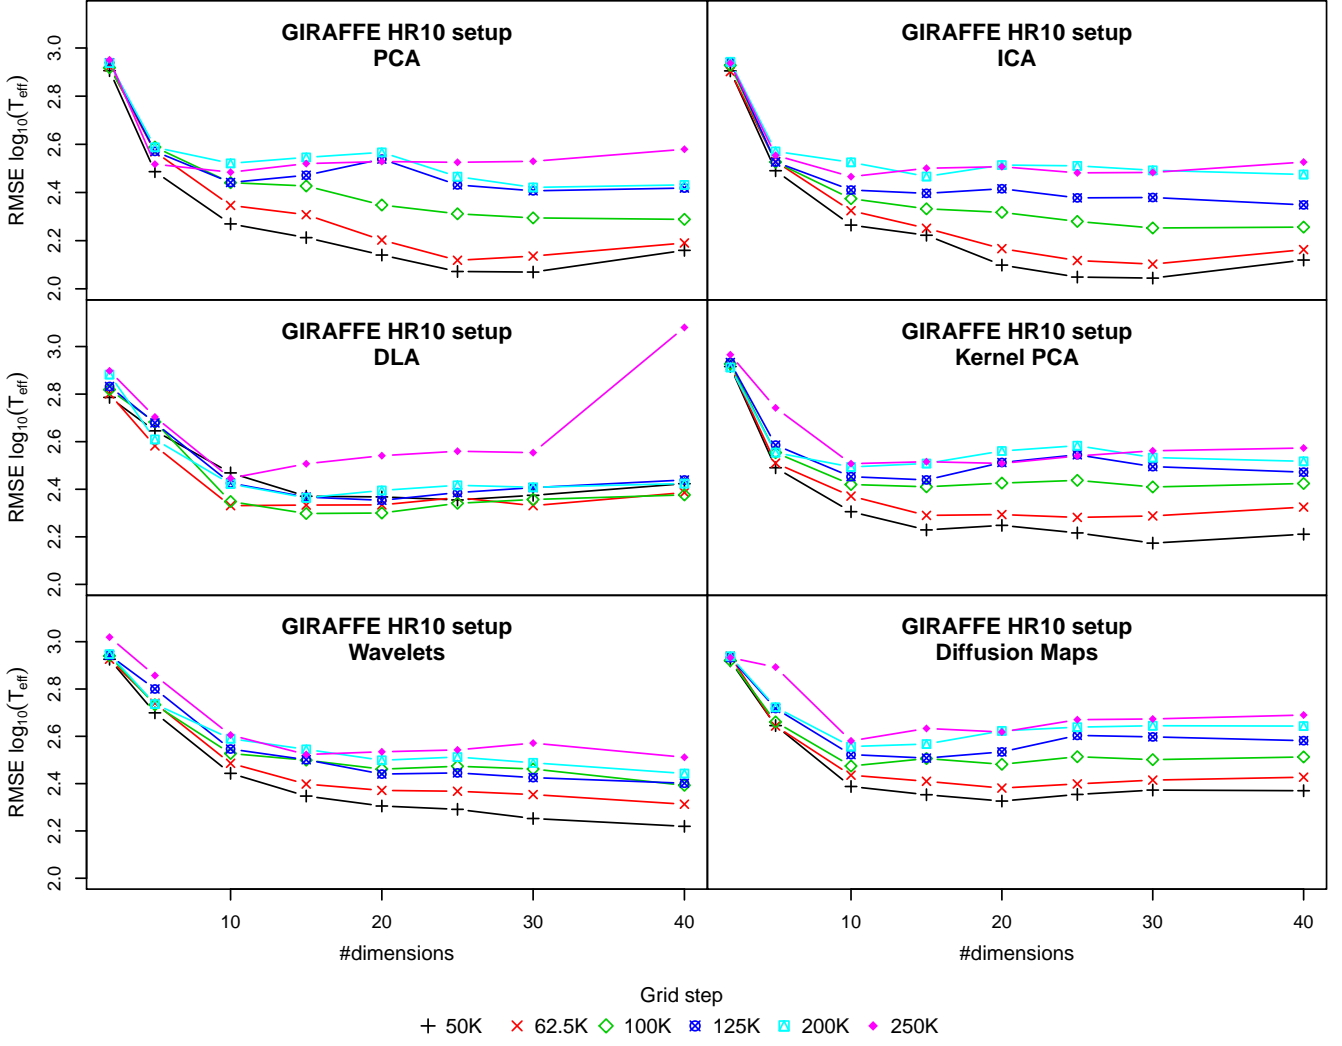 GIRAFFE HR10 setup
PCA
GIRAFFE HR10 setup
ICA
RMSE log10(Teff)
3.0
2.8
2.6
2.4
2.2
2.0
GIRAFFE HR10 setup
DLA
GIRAFFE HR10 setup
Kernel PCA
RMSE log10(Teff)
3.0
2.8
2.6
2.4
2.2
2.0
GIRAFFE HR10 setup
Wavelets
GIRAFFE HR10 setup
Diffusion Maps
RMSE log10(Teff)
3.0
2.8
2.6
2.4
2.2
2.0
10 20 30 40
10 20 30 40
#dimensions
#dimensions
Grid step
50K 62.5K 100K 125K 200K 250K